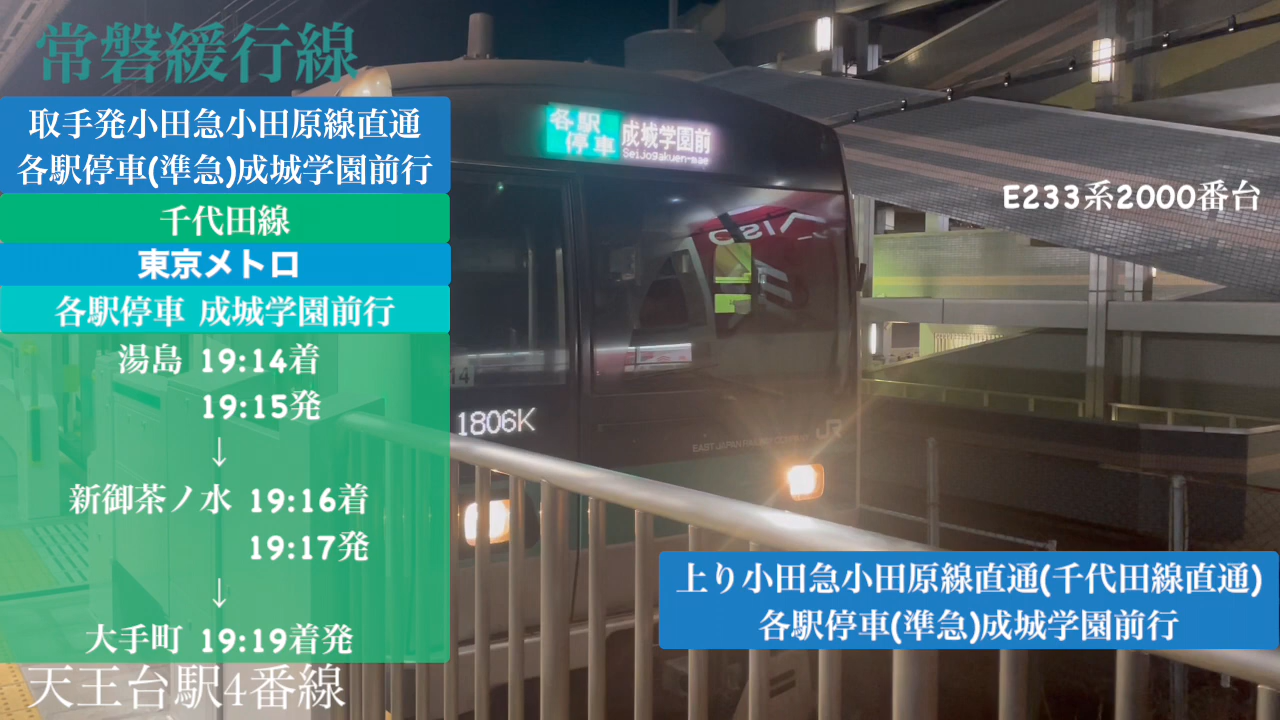 常磐緩行線
取手発小田急小田原線直通
各駅停車(準急)成城学園前行
千代田線
東京メトロ
各駅停車 成城学園前行
湯島 19:14着
19:15発
↓
新御茶ノ水 19:16着
19:17発
↓
大手町 19:19着発
天王台駅4番線
各駅
停車
成城学園前
Seijogakuen-mae
E233系2000番台
14
1806K
EAST JAPAN RAILWAY COMPANY
JR
上り小田急小田原線直通(千代田線直通)
各駅停車(準急)成城学園前行